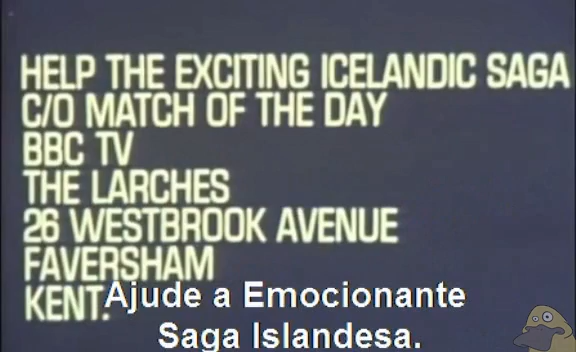 HELP THE EXCITING ICELANDIC SAGA
C/O MATCH OF THE DAY
BBC TV
THE LARCHES
26 WESTBROOK AVENUE
FAVERSHAM
KENT.
Ajude a Emocionante
Saga Islandesa.